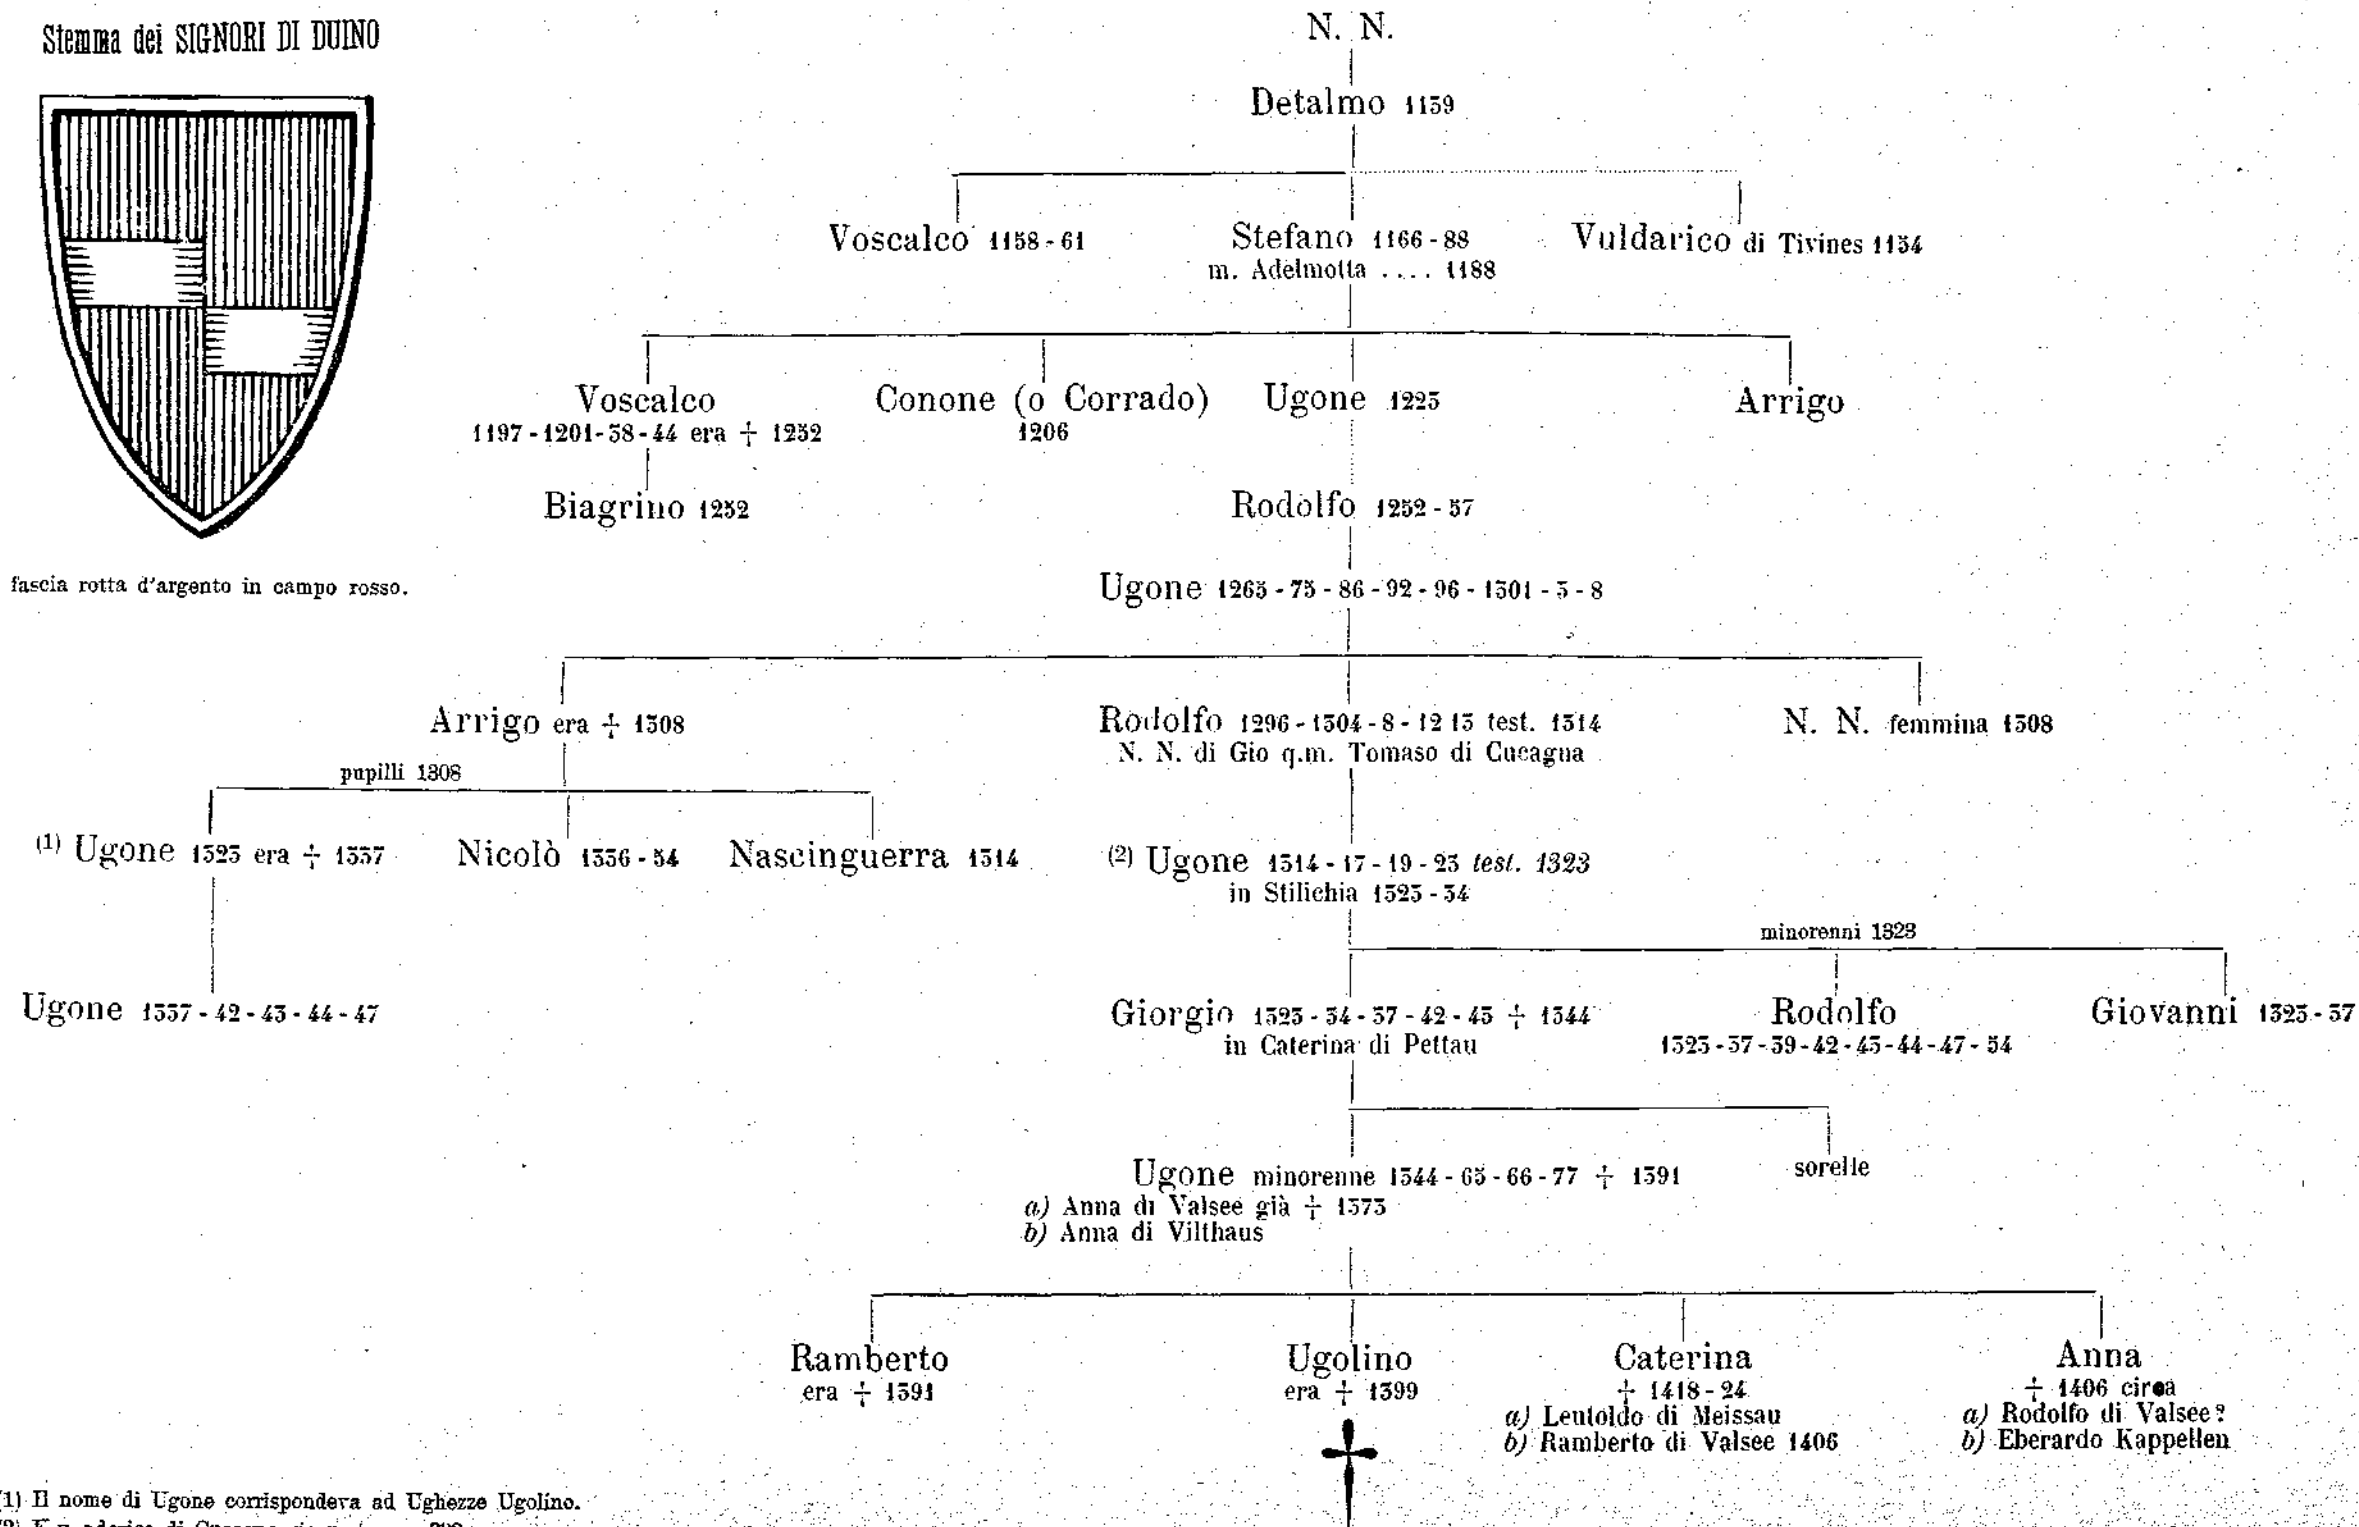 Stemma dei SIGNORI DI DUINO
N. N.
Detalmo 1139
Voscalco 1158 - 61
Stefano 1166 - 88
m. Adelmotta .... 1188
Vuldarico di Tivines 1134
Voscalco
1197 - 1201 - 38 - 44 era † 1252
Conone (o Corrado)
1206
Ugone 1225
Arrigo
Biagrino 1252
Rodolfo 1252 - 57
fascia rotta d'argento in campo rosso.
Ugone 1263 - 75 - 86 - 92 - 96 - 1301 - 3 - 8
Arrigo era † 1308
Rodolfo 1296 - 1304 - 8 - 12 13 test. 1314
N. N. di Gio q.m. Tomaso di Cucagna
N. N. femmina 1308
pupilli 1308
(1) Ugone 1323 era † 1337
Nicolò 1336 - 54
Nascinguerra 1314
(2) Ugone 1314 - 17 - 19 - 23 test. 1323
in Stilichia 1323 - 34
minorenni 1323
Ugone 1337 - 42 - 43 - 44 - 47
Giorgio 1323 - 34 - 37 - 42 - 43 † 1344
in Caterina di Pettau
Rodolfo
1323 - 37 - 39 - 42 - 43 - 44 - 47 - 54
Giovanni 1323 - 37
Ugone minorenne 1344 - 65 - 66 - 77 † 1391
a) Anna di Valsee già † 1373
b) Anna di Vilthaus
sorelle
Ramberto
era † 1391
Ugolino
era † 1399
Caterina
† 1418 - 24
a) Leutoldo di Meissau
b) Ramberto di Valsee 1406
Anna
† 1406 circa
a) Rodolfo di Valsee?
b) Eberardo Kappellen
(1) Il nome di Ugone corrispondeva ad Ughezze Ugolino.